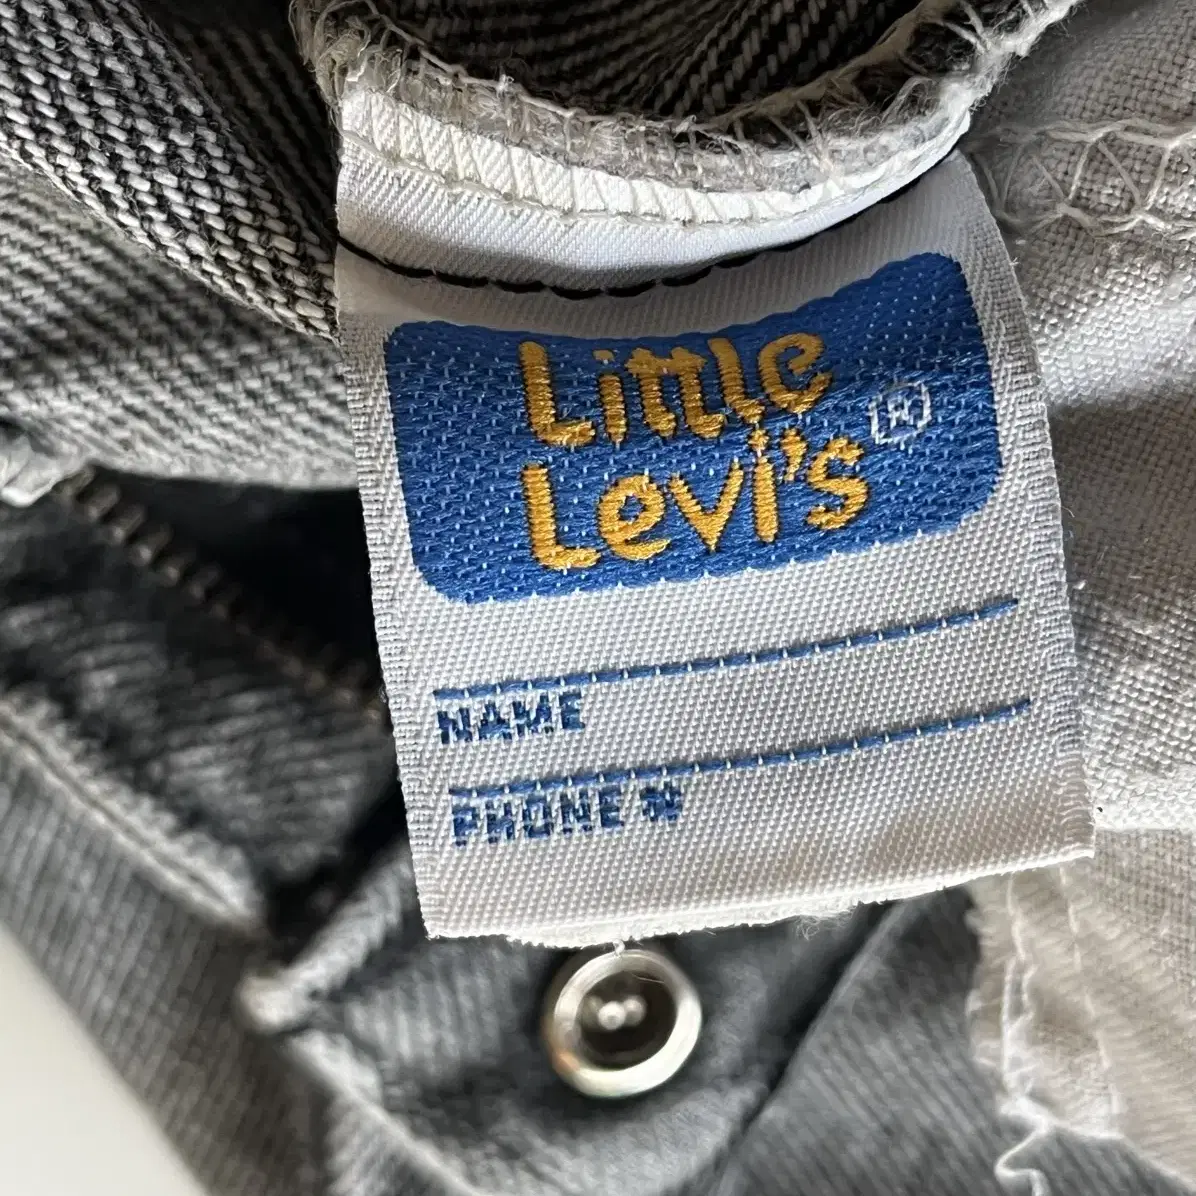 Little
Levi's ®
NAME
PHONE #